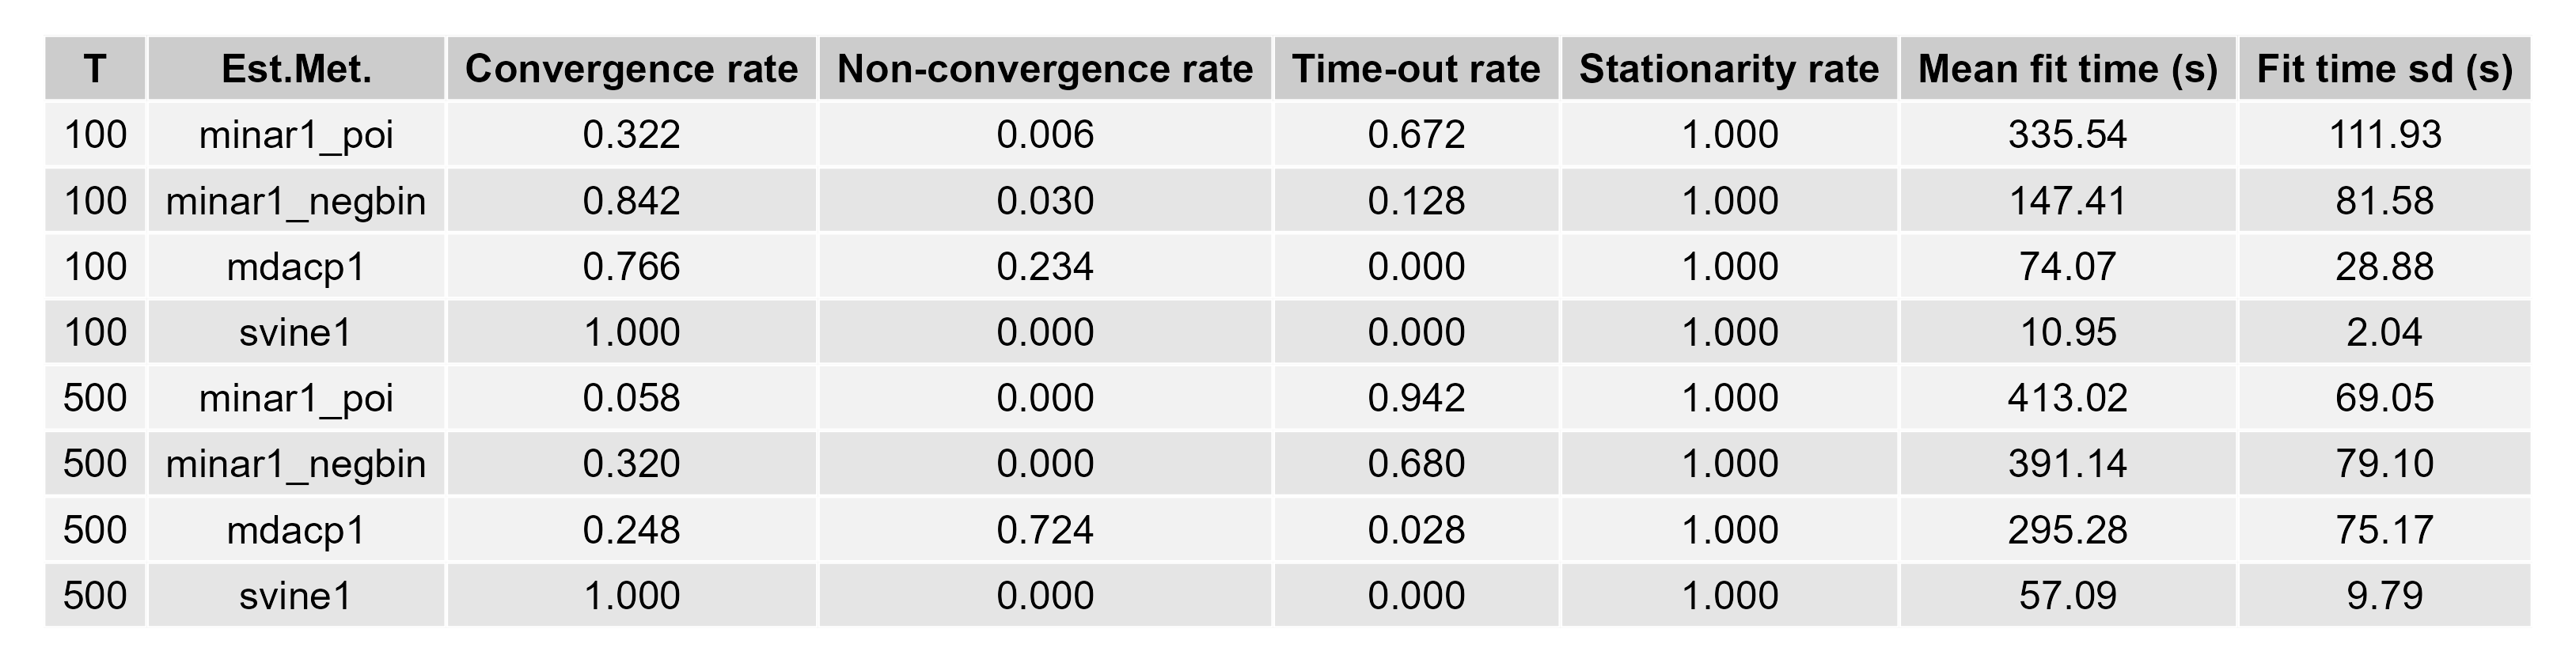 T Est.Met. Convergence rate Non-convergence rate Time-out rate Stationarity rate Mean fit time (s) Fit time sd (s)
100 minar1_poi 0.322 0.006 0.672 1.000 335.54 111.93
100 minar1_negbin 0.842 0.030 0.128 1.000 147.41 81.58
100 mdacp1 0.766 0.234 0.000 1.000 74.07 28.88
100 svine1 1.000 0.000 0.000 1.000 10.95 2.04
500 minar1_poi 0.058 0.000 0.942 1.000 413.02 69.05
500 minar1_negbin 0.320 0.000 0.680 1.000 391.14 79.10
500 mdacp1 0.248 0.724 0.028 1.000 295.28 75.17
500 svine1 1.000 0.000 0.000 1.000 57.09 9.79